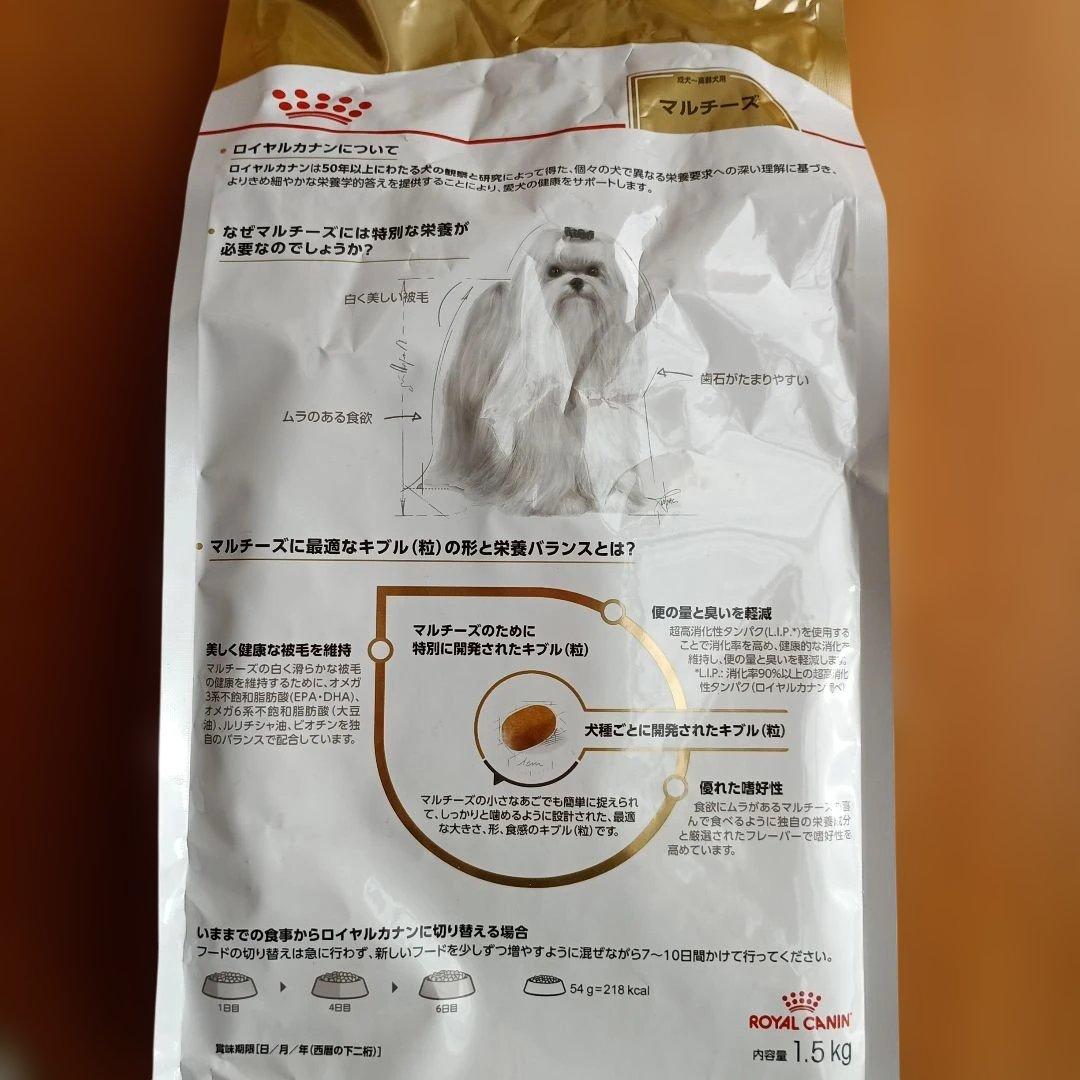 成犬～高齢犬用
マルチーズ
ロイヤルカナンについて
ロイヤルカナンは50年以上にわたる犬の観察と研究によって得た、個々の犬で異なる栄養要求への深い理解に基づき、
よりきめ細やかな栄養学的答えを提供することにより、愛犬の健康をサポートします。
なぜマルチーズには特別な栄養が
必要なのでしょうか?
白く美しい被毛
歯石がたまりやすい
ムラのある食欲
マルチーズに最適なキブル(粒)の形と栄養バランスとは?
美しく健康な被毛を維持
マルチーズの白く滑らかな被毛
の健康を維持するために、オメガ
3系不飽和脂肪酸(EPA・DHA)、
オメガ6系不飽和脂肪酸(大豆
油)、ルリチシャ油、ビオチンを独
自のバランスで配合しています。
マルチーズのために
特別に開発されたキブル(粒)
1cm
マルチーズの小さなあごでも簡単に捉えられ
て、しっかりと噛めるように設計された、最適
な大きさ、形、食感のキブル(粒)です。
便の量と臭いを軽減
超高消化性タンパク(L.I.P.*)を使用する
ことで消化率を高め、健康的な消化を
維持し、便の量と臭いを軽減します。
*L.I.P.: 消化率90%以上の超高消化
性タンパク(ロイヤルカナン調べ)
犬種ごとに開発されたキブル(粒)
優れた嗜好性
食欲にムラがあるマルチーズが喜
んで食べるように独自の栄養成分
と厳選されたフレーバーで嗜好性を
高めています。
いままでの食事からロイヤルカナンに切り替える場合
フードの切り替えは急に行わず、新しいフードを少しずつ増やすように混ぜながら7～10日間かけて行ってください。
1日目
4日目
6日目
54 g=218 kcal
ROYAL CANIN
内容量 1.5 kg
賞味期限[日/月/年(西暦の下二桁)]